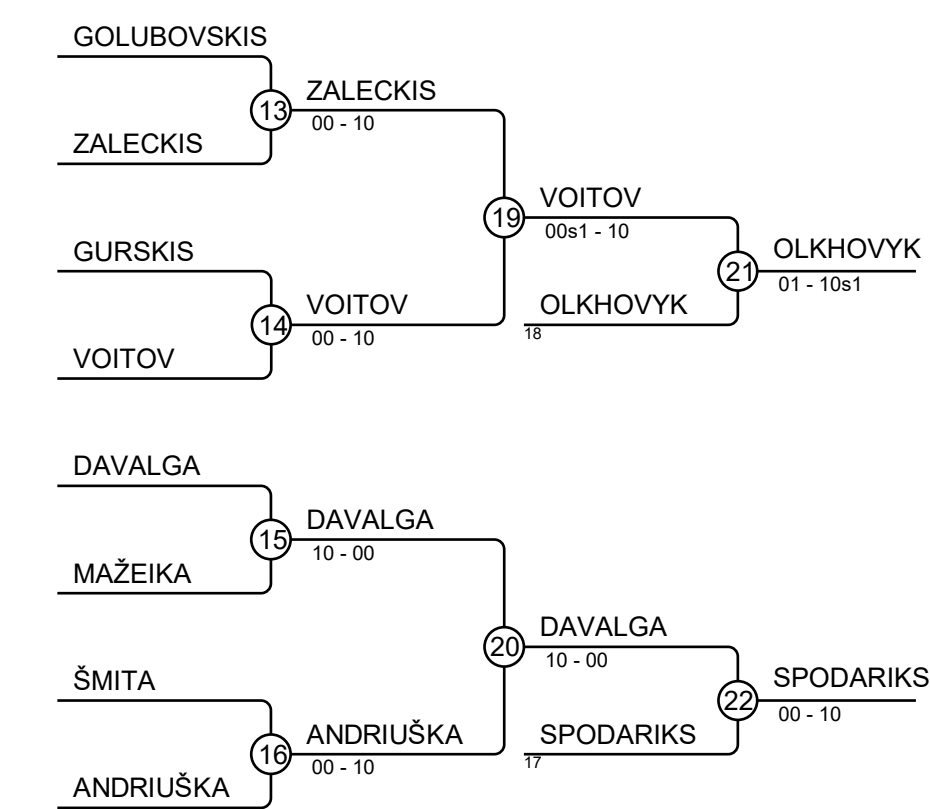 GOLUBOVSKIS
13
ZALECKIS
00 - 10
ZALECKIS
19
VOITOV
00s1 - 10
GURSKIS
14
VOITOV
00 - 10
VOITOV
OLKHOVYK
18
21
OLKHOVYK
01 - 10s1
DAVALGA
15
DAVALGA
10 - 00
MAŽEIKA
20
DAVALGA
10 - 00
ŠMITA
16
ANDRIUŠKA
00 - 10
ANDRIUŠKA
SPODARIKS
17
22
SPODARIKS
00 - 10